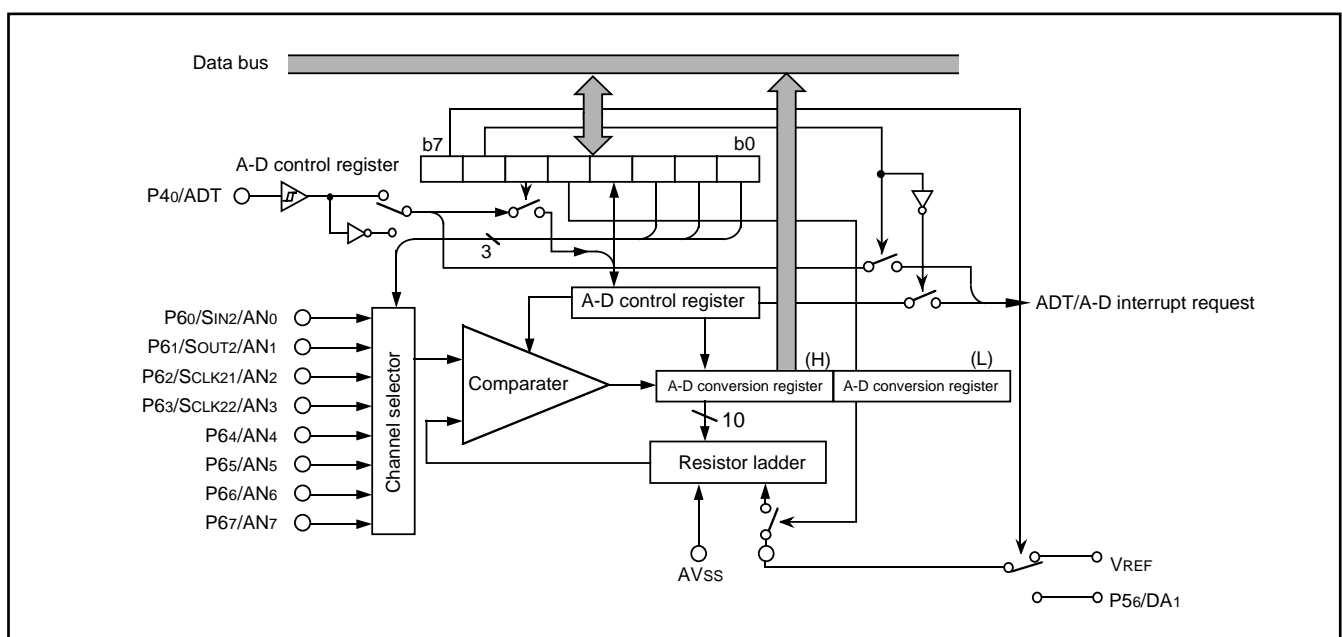 Data bus
b7
b0
A-D control register
P40/ADT
3
A-D control register
ADT/A-D interrupt request
P60/SIN2/AN0
P61/SOUT2/AN1
P62/SCLK21/AN2
P63/SCLK22/AN3
P64/AN4
P65/AN5
P66/AN6
P67/AN7
Channel selector
Comparater
(H)
(L)
A-D conversion register
A-D conversion register
10
Resistor ladder
AVSS
VREF
P56/DA1